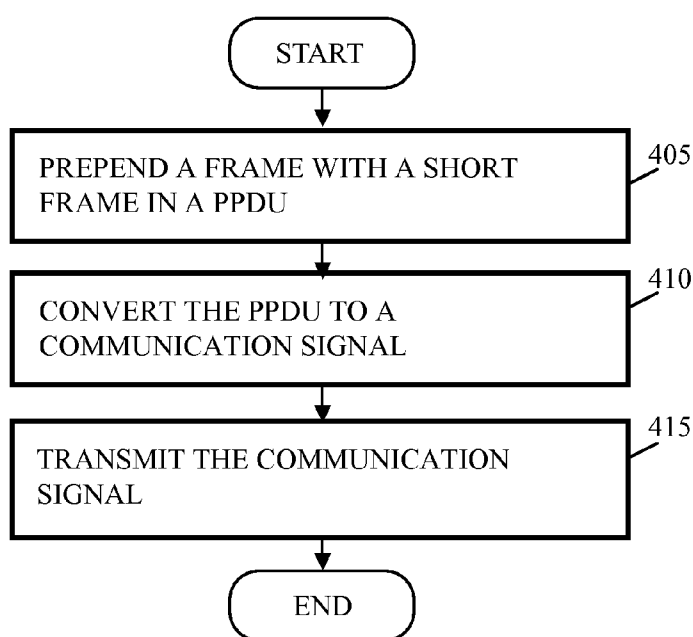 START
PREPEND A FRAME WITH A SHORT
FRAME IN A PPDU
405
CONVERT THE PPDU TO A
COMMUNICATION SIGNAL
410
TRANSMIT THE COMMUNICATION
SIGNAL
415
END